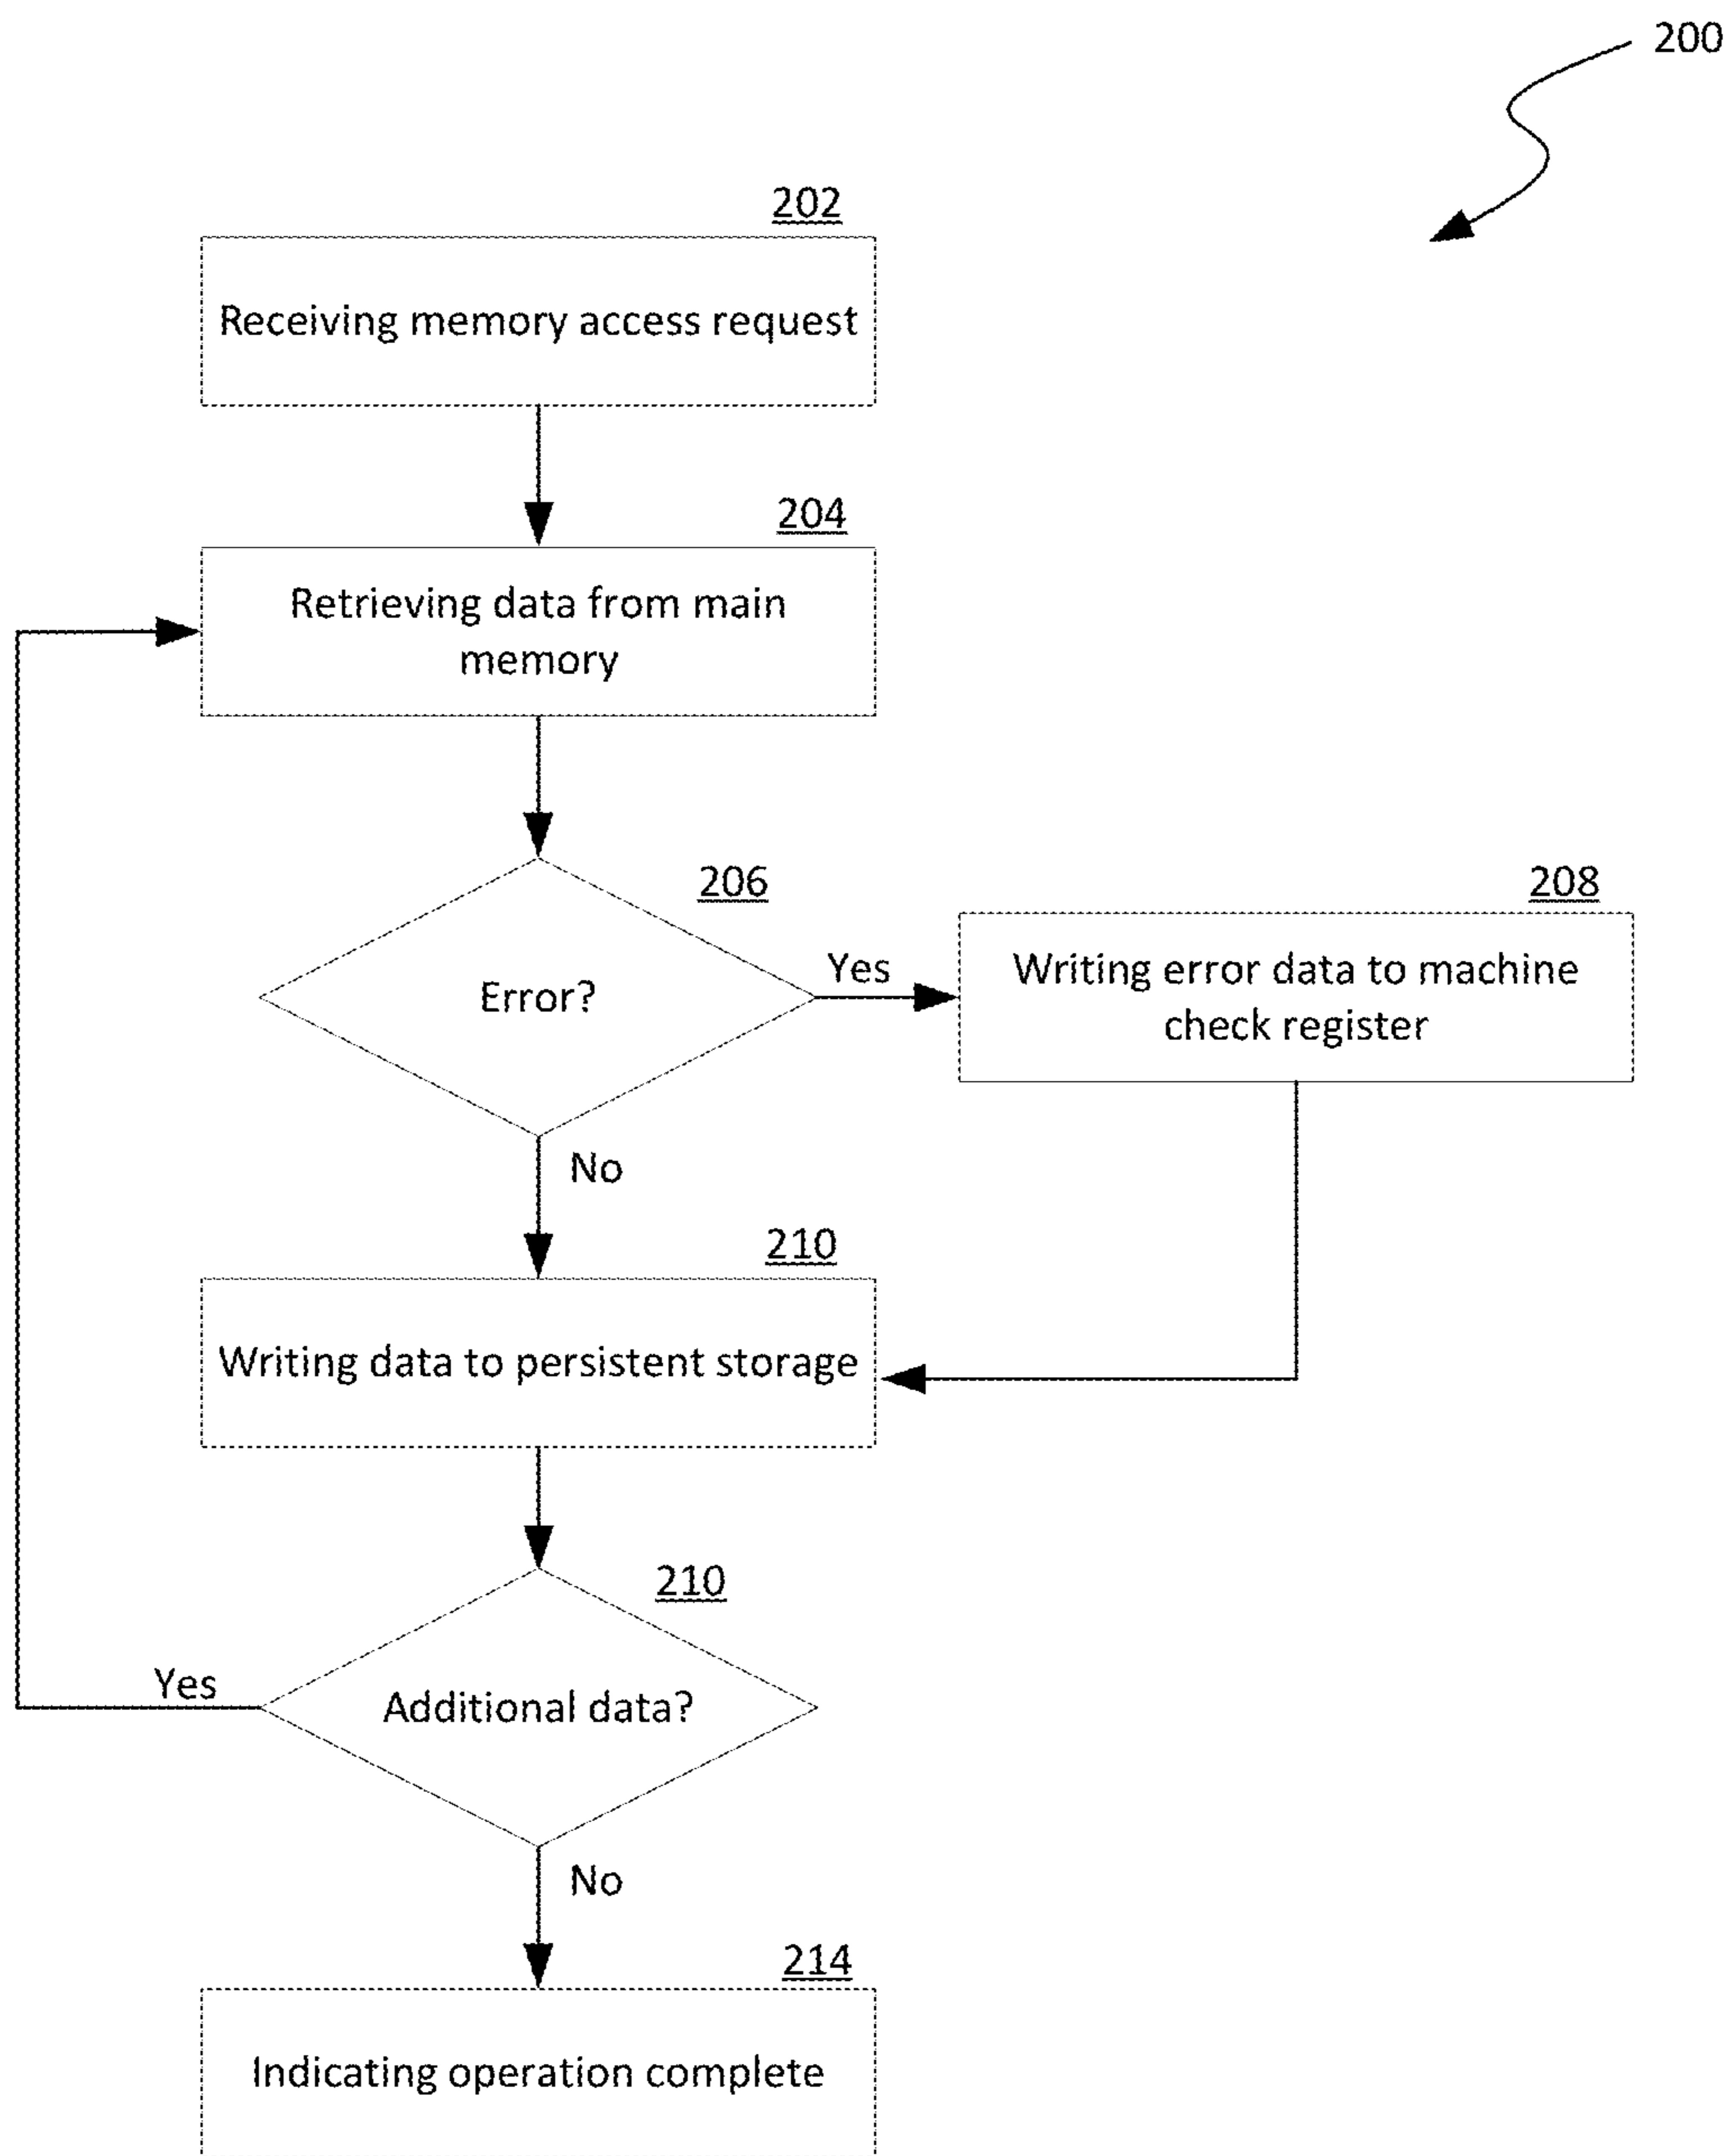 200
202
Receiving memory access request
204
Retrieving data from main
memory
206
Error?
Yes
208
Writing error data to machine
check register
No
210
Writing data to persistent storage
210
Additional data?
Yes
No
214
Indicating operation complete